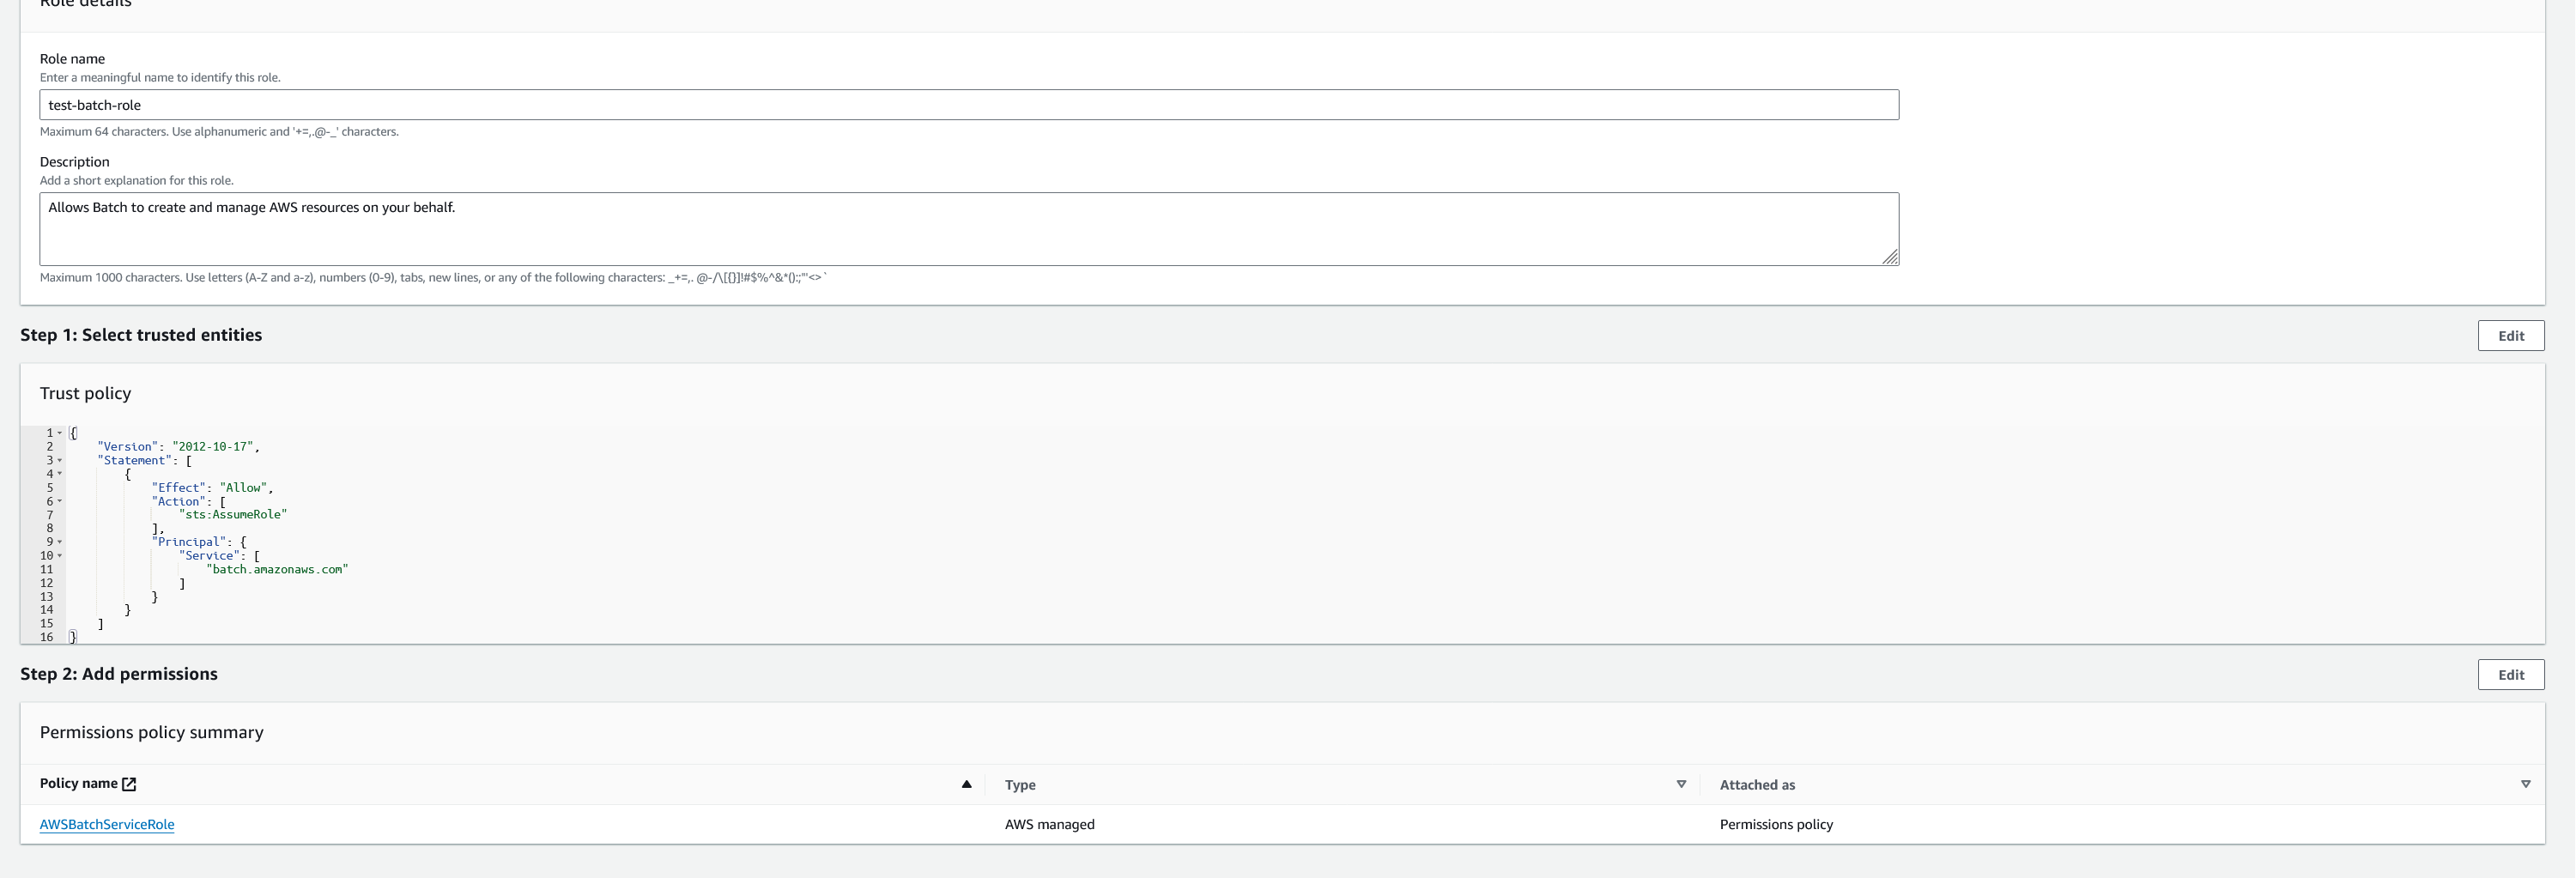 Role details
Role name
Enter a meaningful name to identify this role.
test-batch-role
Maximum 64 characters. Use alphanumeric and '+=,.@-_' characters.
Description
Add a short explanation for this role.
Allows Batch to create and manage AWS resources on your behalf.
Maximum 1000 characters. Use letters (A-Z and a-z), numbers (0-9), tabs, new lines, or any of the following characters: _+=,. @-/\[{}]!#$%^&*();:"'<>`
Step 1: Select trusted entities
Edit
Trust policy
1 {
2     "Version": "2012-10-17",
3     "Statement": [
4         {
5             "Effect": "Allow",
6             "Action": [
7                 "sts:AssumeRole"
8             ],
9             "Principal": {
10                 "Service": [
11                     "batch.amazonaws.com"
12                 ]
13             }
14         }
15     ]
16 }
Step 2: Add permissions
Edit
Permissions policy summary
Policy name Type Attached as
AWSBatchServiceRole AWS managed Permissions policy